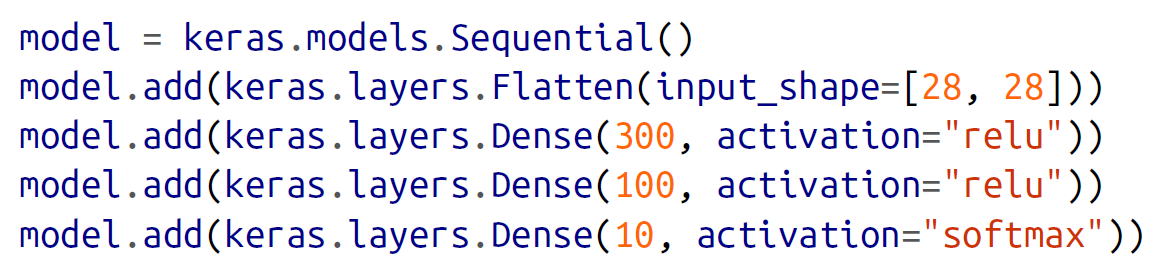 model = keras.models.Sequential()
model.add(keras.layers.Flatten(input_shape=[28, 28]))
model.add(keras.layers.Dense(300, activation="relu"))
model.add(keras.layers.Dense(100, activation="relu"))
model.add(keras.layers.Dense(10, activation="softmax"))